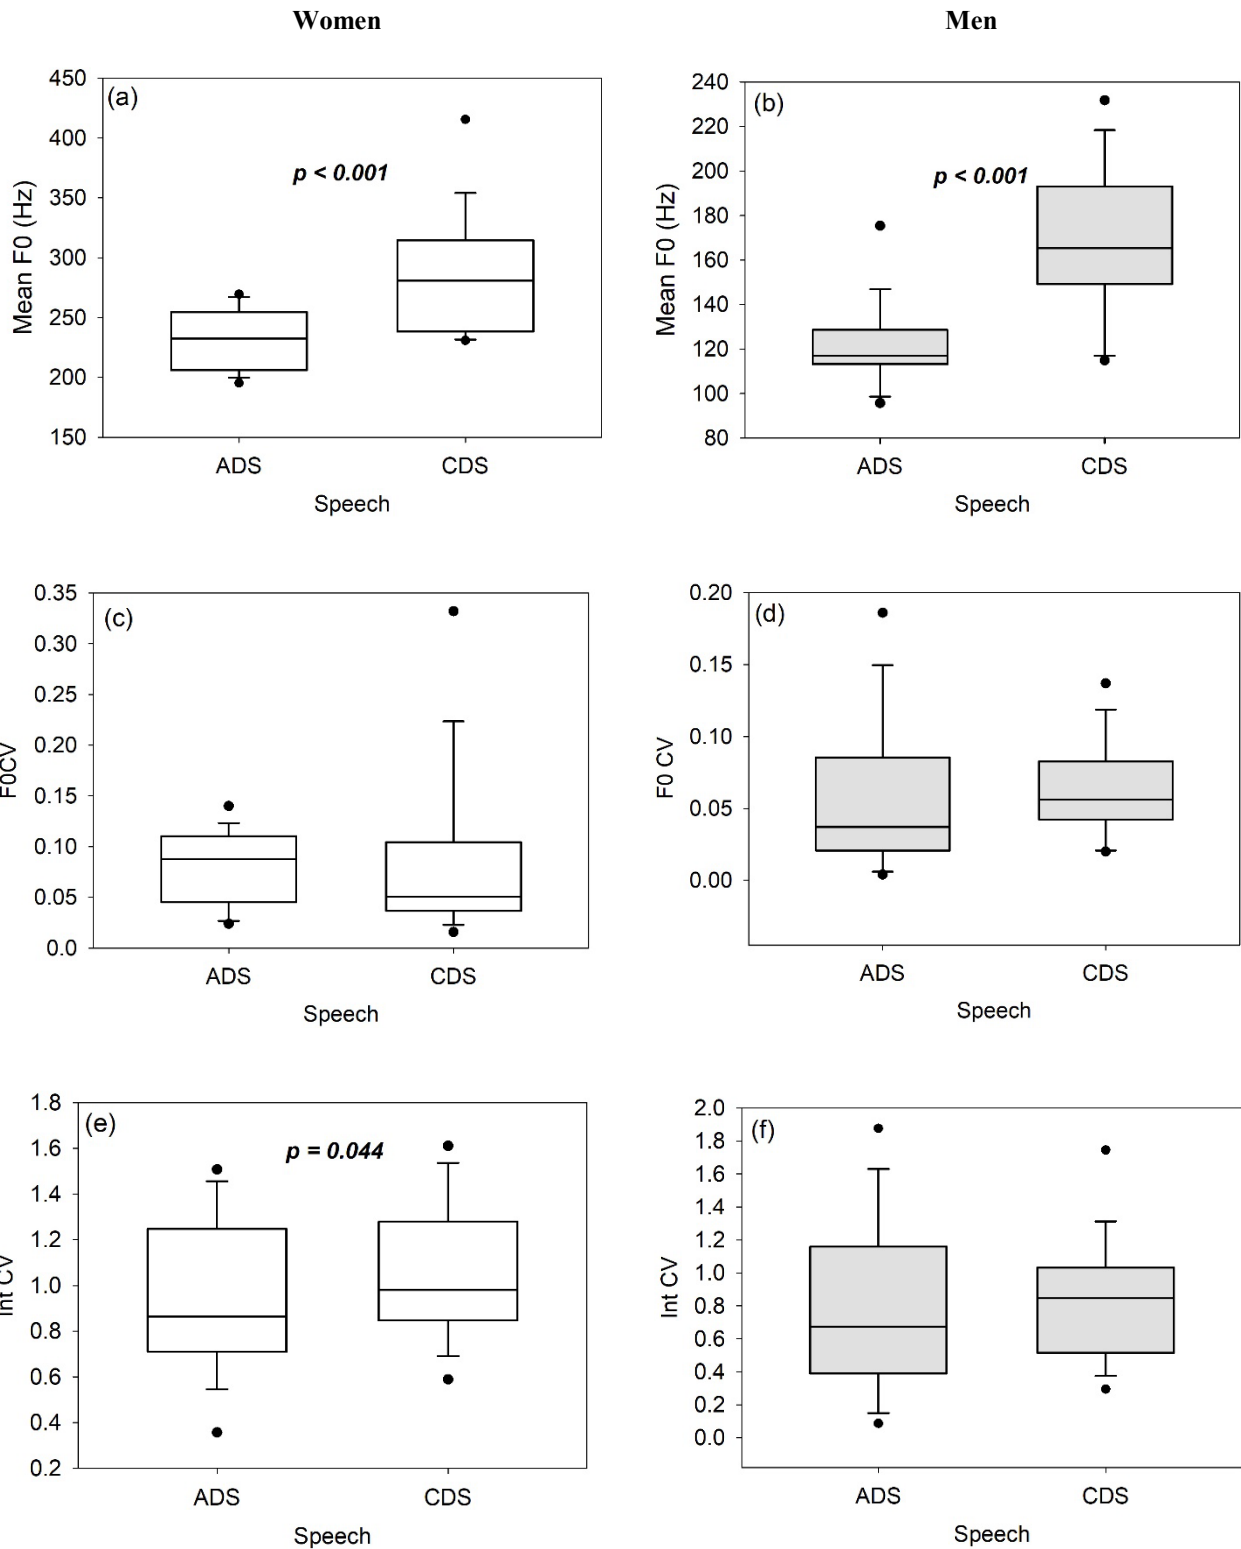 Women
Men
(a)
450
400
350
300
250
200
150
Mean F0 (Hz)
p < 0.001
ADS
CDS
Speech
(b)
240
220
200
180
160
140
120
100
80
Mean F0 (Hz)
p < 0.001
ADS
CDS
Speech
(c)
0.35
0.30
0.25
0.20
0.15
0.10
0.05
0.0
F0CV
ADS
CDS
Speech
(d)
0.20
0.15
0.10
0.05
0.00
F0 CV
ADS
CDS
Speech
(e)
1.8
1.6
1.4
1.2
1.0
0.8
0.6
0.4
0.2
Int CV
p = 0.044
ADS
CDS
Speech
(f)
2.0
1.8
1.6
1.4
1.2
1.0
0.8
0.6
0.4
0.2
0.0
Int CV
ADS
CDS
Speech